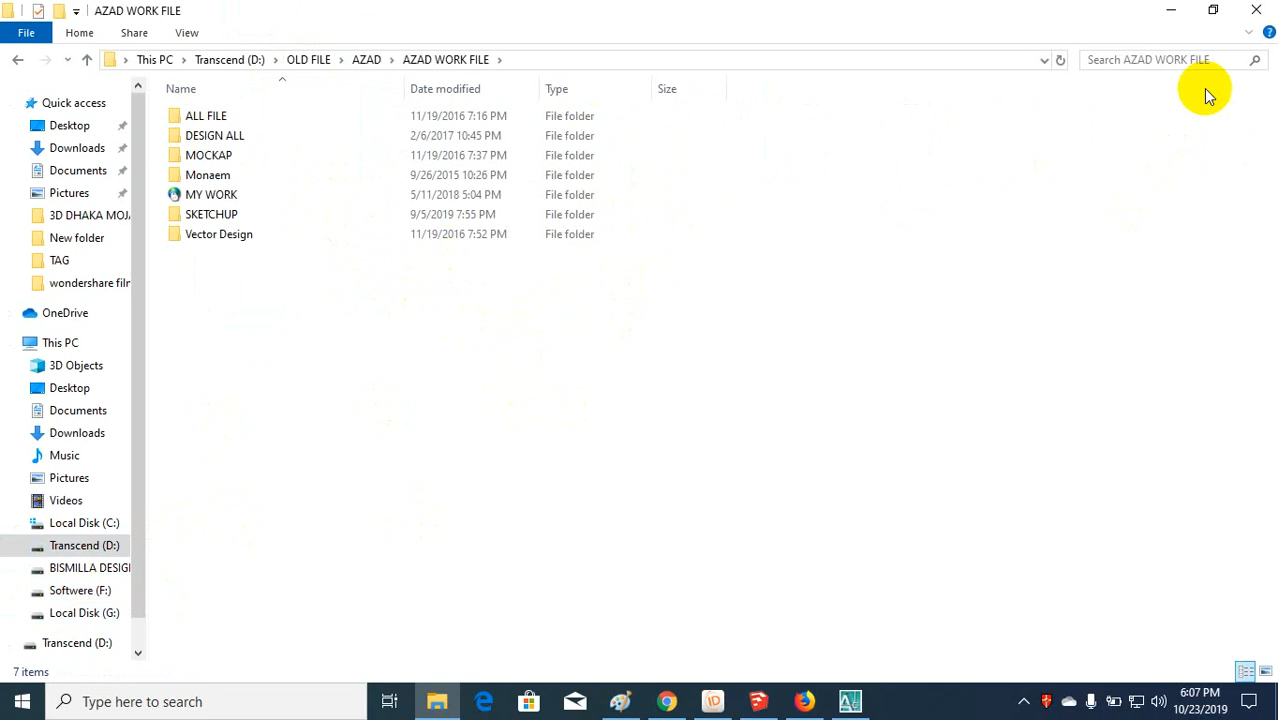 AZAD WORK FILE
File Home Share View
This PC Transcend (D:) OLD FILE AZAD AZAD WORK FILE
Search AZAD WORK FILE
Name Date modified Type Size
ALL FILE 11/19/2016 7:16 PM File folder
DESIGN ALL 2/6/2017 10:45 PM File folder
MOCKAP 11/19/2016 7:37 PM File folder
Monaem 9/26/2015 10:26 PM File folder
MY WORK 5/11/2018 5:04 PM File folder
SKETCHUP 9/5/2019 7:55 PM File folder
Vector Design 11/19/2016 7:52 PM File folder
Quick access
Desktop
Downloads
Documents
Pictures
3D DHAKA MOJA
New folder
TAG
wondershare film
OneDrive
This PC
3D Objects
Desktop
Documents
Downloads
Music
Pictures
Videos
Local Disk (C:)
Transcend (D:)
BISMILLA DESIGN
Softwere (F:)
Local Disk (G:)
Transcend (D:)
7 items
Type here to search
6:07 PM
10/23/2019